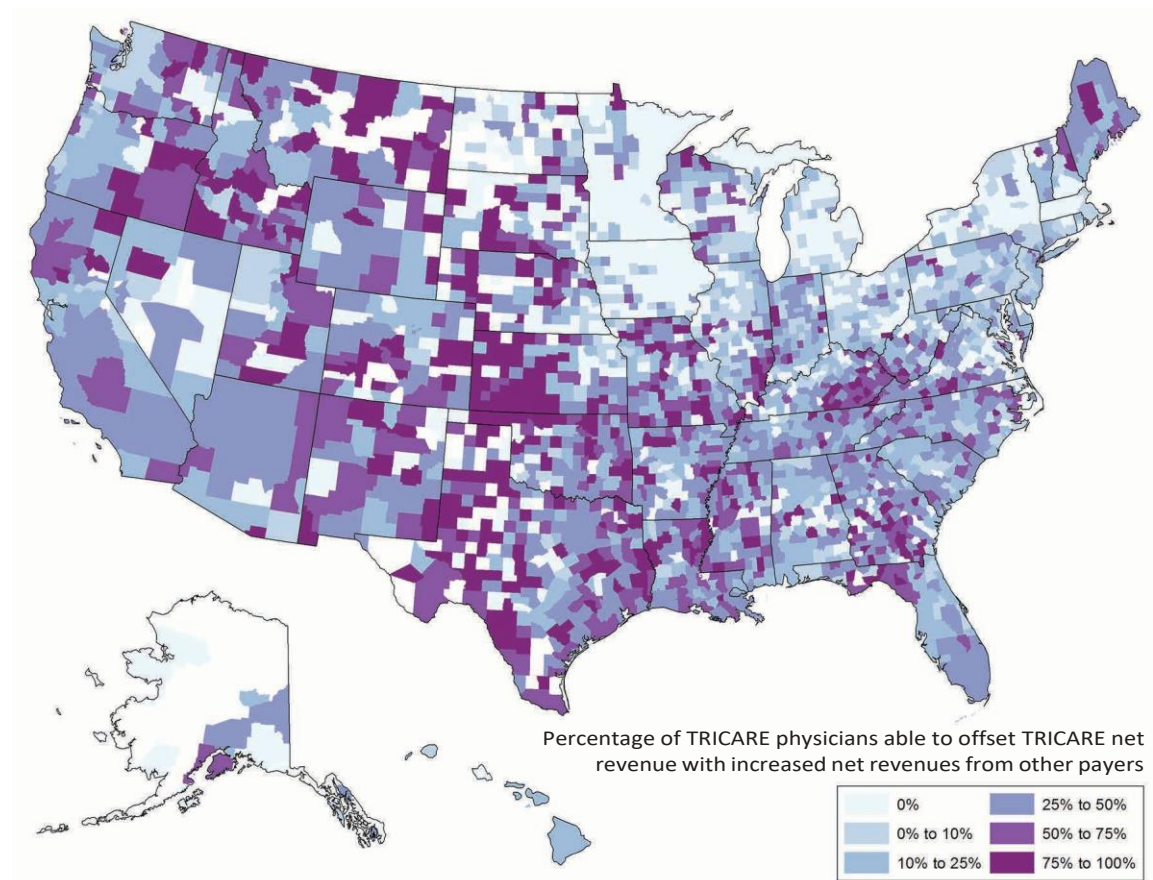 Percentage of TRICARE physicians able to offset TRICARE net
revenue with increased net revenues from other payers
0%
25% to 50%
0% to 10%
50% to 75%
10% to 25%
75% to 100%